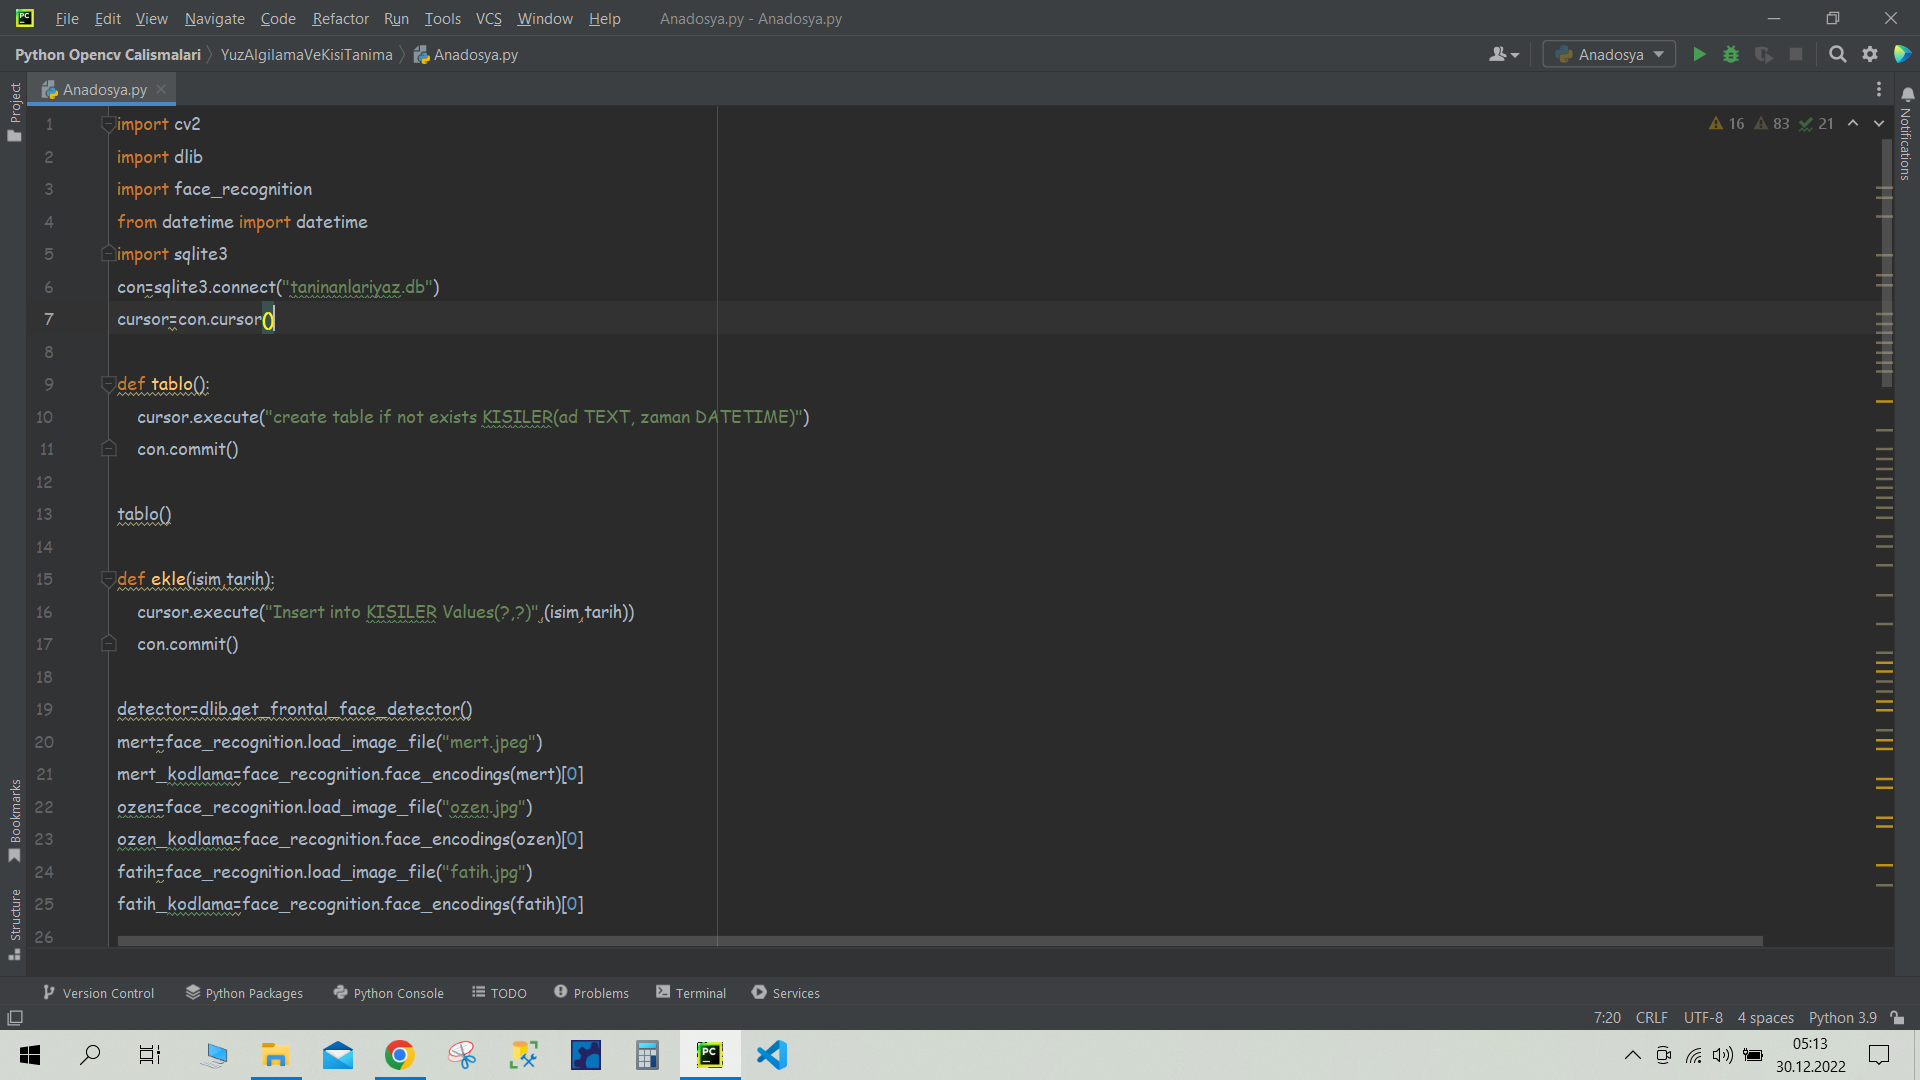 File Edit View Navigate Code Refactor Run Tools VCS Window Help Anadosya.py - Anadosya.py
Python Opencv Calismalari YuzAlgilamaVeKisiTanima Anadosya.py Anadosya
Project Anadosya.py
16 83 21
Notifications
1 import cv2
2 import dlib
3 import face_recognition
4 from datetime import datetime
5 import sqlite3
6 con=sqlite3.connect("taninanlariyaz.db")
7 cursor=con.cursor()
8
9 def tablo():
10 cursor.execute("create table if not exists KISILER(ad TEXT, zaman DATETIME)")
11 con.commit()
12
13 tablo()
14
15 def ekle(isim,tarih):
16 cursor.execute("Insert into KISILER Values(?,?)",(isim,tarih))
17 con.commit()
18
19 detector=dlib.get_frontal_face_detector()
20 mert=face_recognition.load_image_file("mert.jpeg")
21 mert_kodlama=face_recognition.face_encodings(mert)[0]
22 ozen=face_recognition.load_image_file("ozen.jpg")
23 ozen_kodlama=face_recognition.face_encodings(ozen)[0]
24 fatih=face_recognition.load_image_file("fatih.jpg")
25 fatih_kodlama=face_recognition.face_encodings(fatih)[0]
26
Bookmarks
Structure
Version Control Python Packages Python Console TODO Problems Terminal Services
7:20 CRLF UTF-8 4 spaces Python 3.9
05:13
30.12.2022